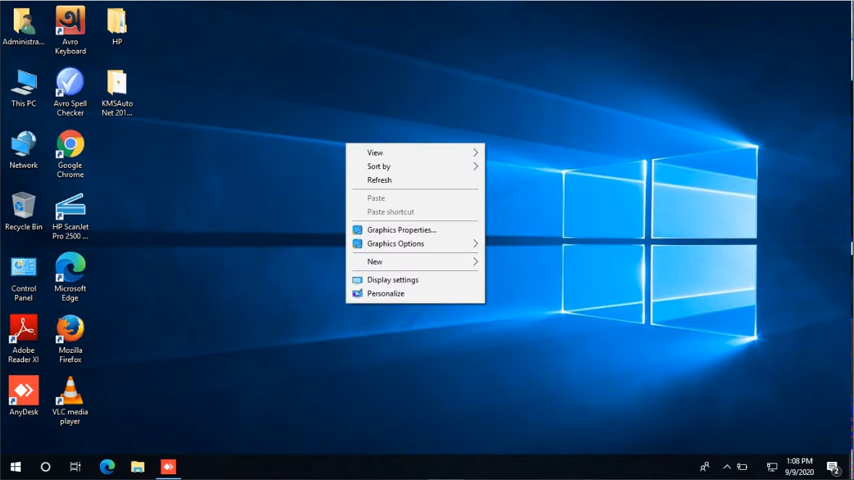 Administra...
Avro
Keyboard
HP
This PC
Avro Spell
Checker
KMSAuto
Net 201...
Network
Google
Chrome
Recycle Bin
HP ScanJet
Pro 2500 ...
Control
Panel
Microsoft
Edge
Adobe
Reader XI
Mozilla
Firefox
AnyDesk
VLC media
player
View
Sort by
Refresh
Paste
Paste shortcut
Graphics Properties...
Graphics Options
New
Display settings
Personalize
1:08 PM
9/9/2020
2